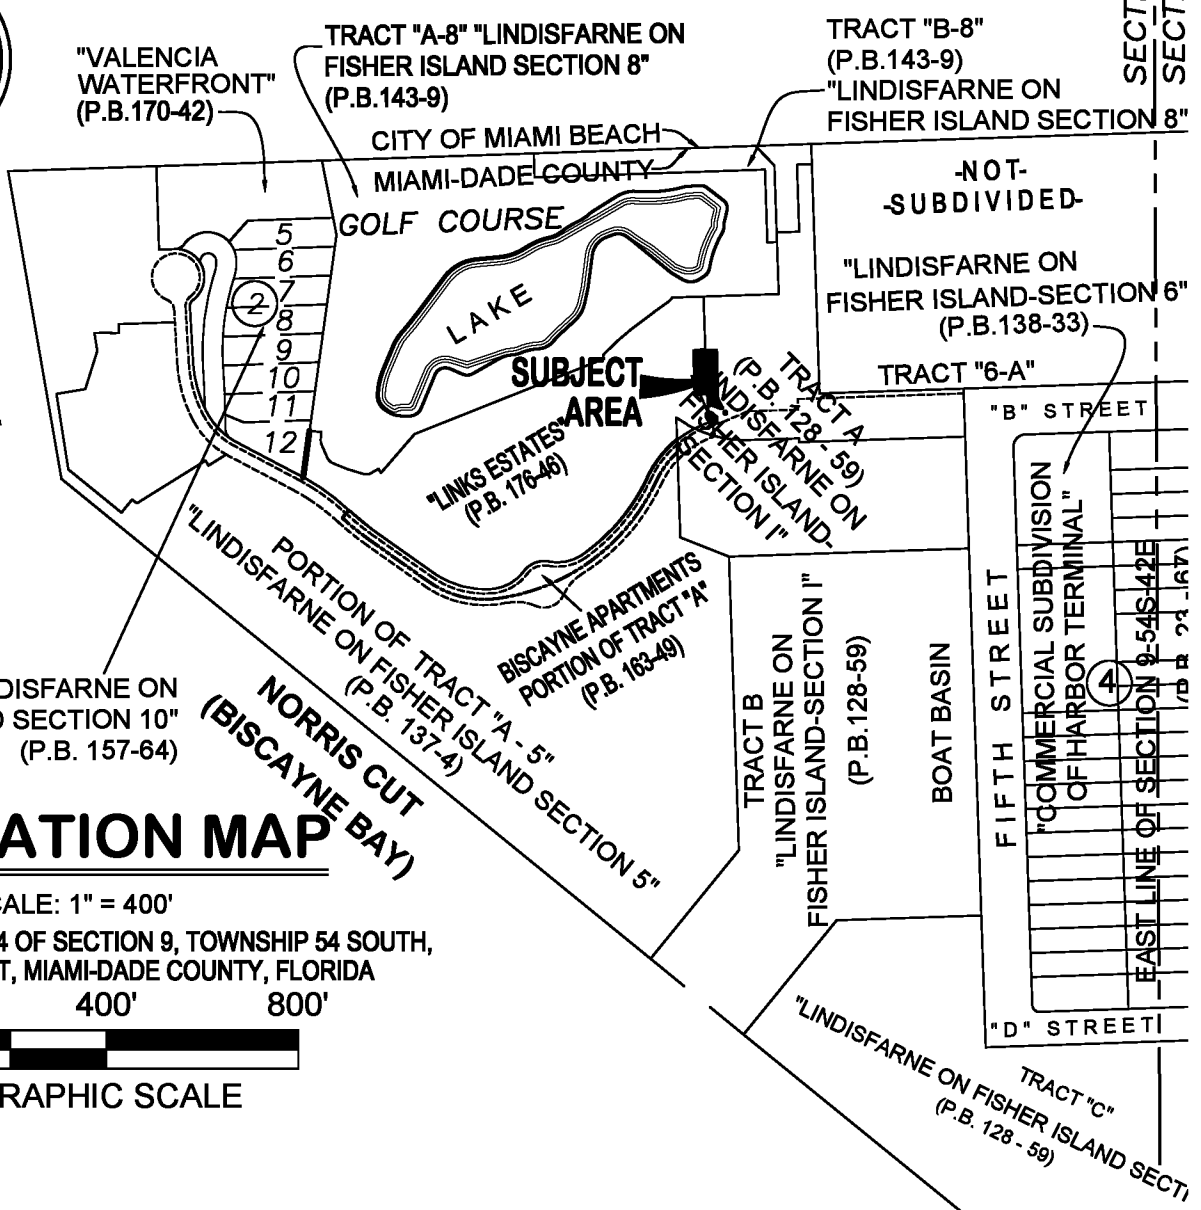 "VALENCIA
WATERFRONT"
(P.B.170-42)
TRACT "A-8" "LINDISFARNE ON
FISHER ISLAND SECTION 8"
(P.B.143-9)
TRACT "B-8"
(P.B.143-9)
"LINDISFARNE ON
FISHER ISLAND SECTION 8"
CITY OF MIAMI BEACH
MIAMI-DADE COUNTY
GOLF COURSE
LAKE
-NOT-
-SUBDIVIDED-
"LINDISFARNE ON
FISHER ISLAND-SECTION 6"
(P.B.138-33)
TRACT "6-A"
5
6
7
8
9
10
11
12
2
SUBJECT
AREA
TRACT A
(P.B. 128 - 59)
"LINDISFARNE ON
FISHER ISLAND-
SECTION I"
"LINKS ESTATES"
(P.B. 176-46)
"B" STREET
PORTION OF TRACT "A - 5"
"LINDISFARNE ON FISHER ISLAND SECTION 5"
(P.B. 137-4)
BISCAYNE APARTMENTS
PORTION OF TRACT "A"
(P.B. 163-49)
NORRIS CUT
(BISCAYNE BAY)
DISFARNE ON
SECTION 10"
(P.B. 157-64)
TRACT B
"LINDISFARNE ON
FISHER ISLAND-SECTION I"
(P.B.128-59)
BOAT BASIN
FIFTH STREET
"COMMERCIAL SUBDIVISION
OF HARBOR TERMINAL"
4
EAST LINE OF SECTION 9-54S-42E
ATION MAP
CALE: 1" = 400'
4 OF SECTION 9, TOWNSHIP 54 SOUTH,
T, MIAMI-DADE COUNTY, FLORIDA
400' 800'
RAPHIC SCALE
"D" STREET
TRACT "C"
"LINDISFARNE ON FISHER ISLAND SECTI
(P.B. 128 - 59)